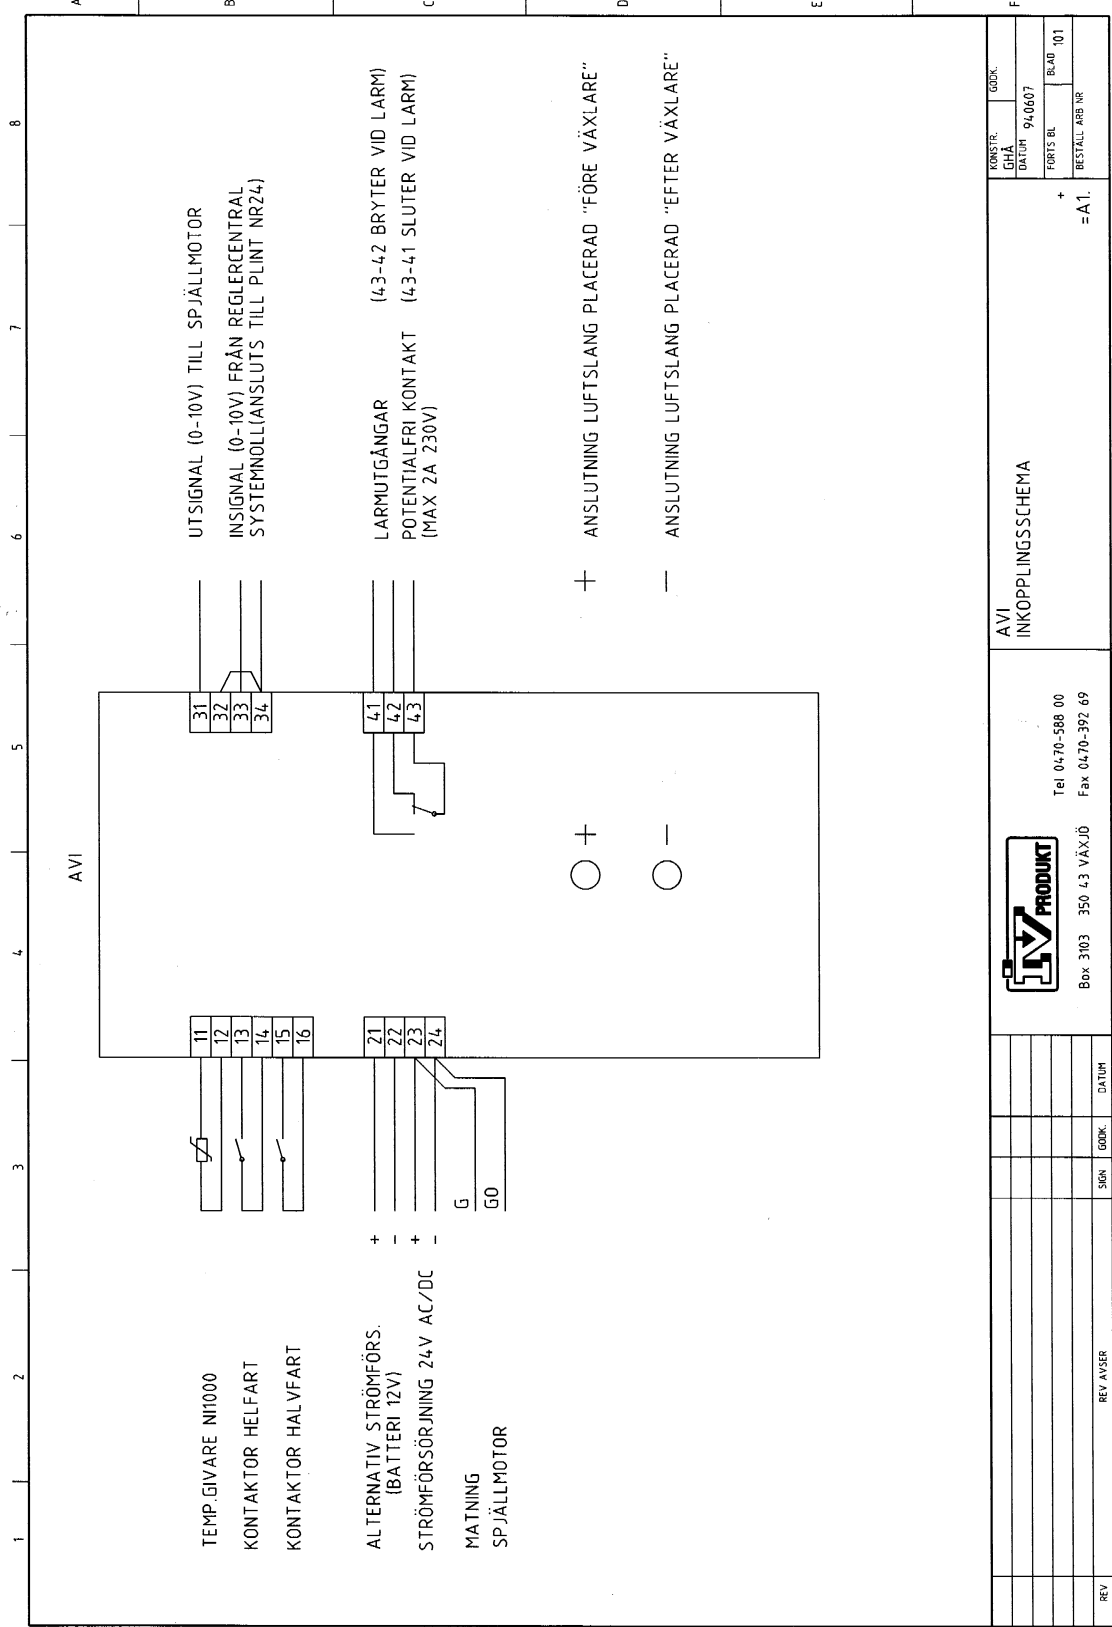 1 2 3 4 5 6 7 8
A
B
C
D
E
F
AVI
TEMP.GIVARE NI1000
KONTAKTOR HELFART
KONTAKTOR HALVFART
11
12
13
14
15
16
ALTERNATIV STRÖMFÖRS.
(BATTERI 12V)
STRÖMFÖRSÖRJNING 24V AC/DC
+
-
+
-
21
22
23
24
MATNING
SPJÄLLMOTOR
G
G0
31
32
33
34
UTSIGNAL (0-10V) TILL SPJÄLLMOTOR
INSIGNAL (0-10V) FRÅN REGLERCENTRAL
SYSTEMNOLL(ANSLUTS TILL PLINT NR24)
41
42
43
LARMUTGÅNGAR (43-42 BRYTER VID LARM)
POTENTIALFRI KONTAKT (43-41 SLUTER VID LARM)
(MAX 2A 230V)
+ + ANSLUTNING LUFTSLANG PLACERAD "FÖRE VÄXLARE"
- - ANSLUTNING LUFTSLANG PLACERAD "EFTER VÄXLARE"
REV REV AVSER SIGN GODK. DATUM
IV PRODUKT
Tel 0470-588 00
Box 3103 350 43 VÄXJÖ Fax 0470-392 69
AVI
INKOPPLINGSSCHEMA
+
=A1.
KONSTR. GODK.
GHÅ
DATUM 940607
FORTS BL BLAD 101
BESTÄLL ARB NR